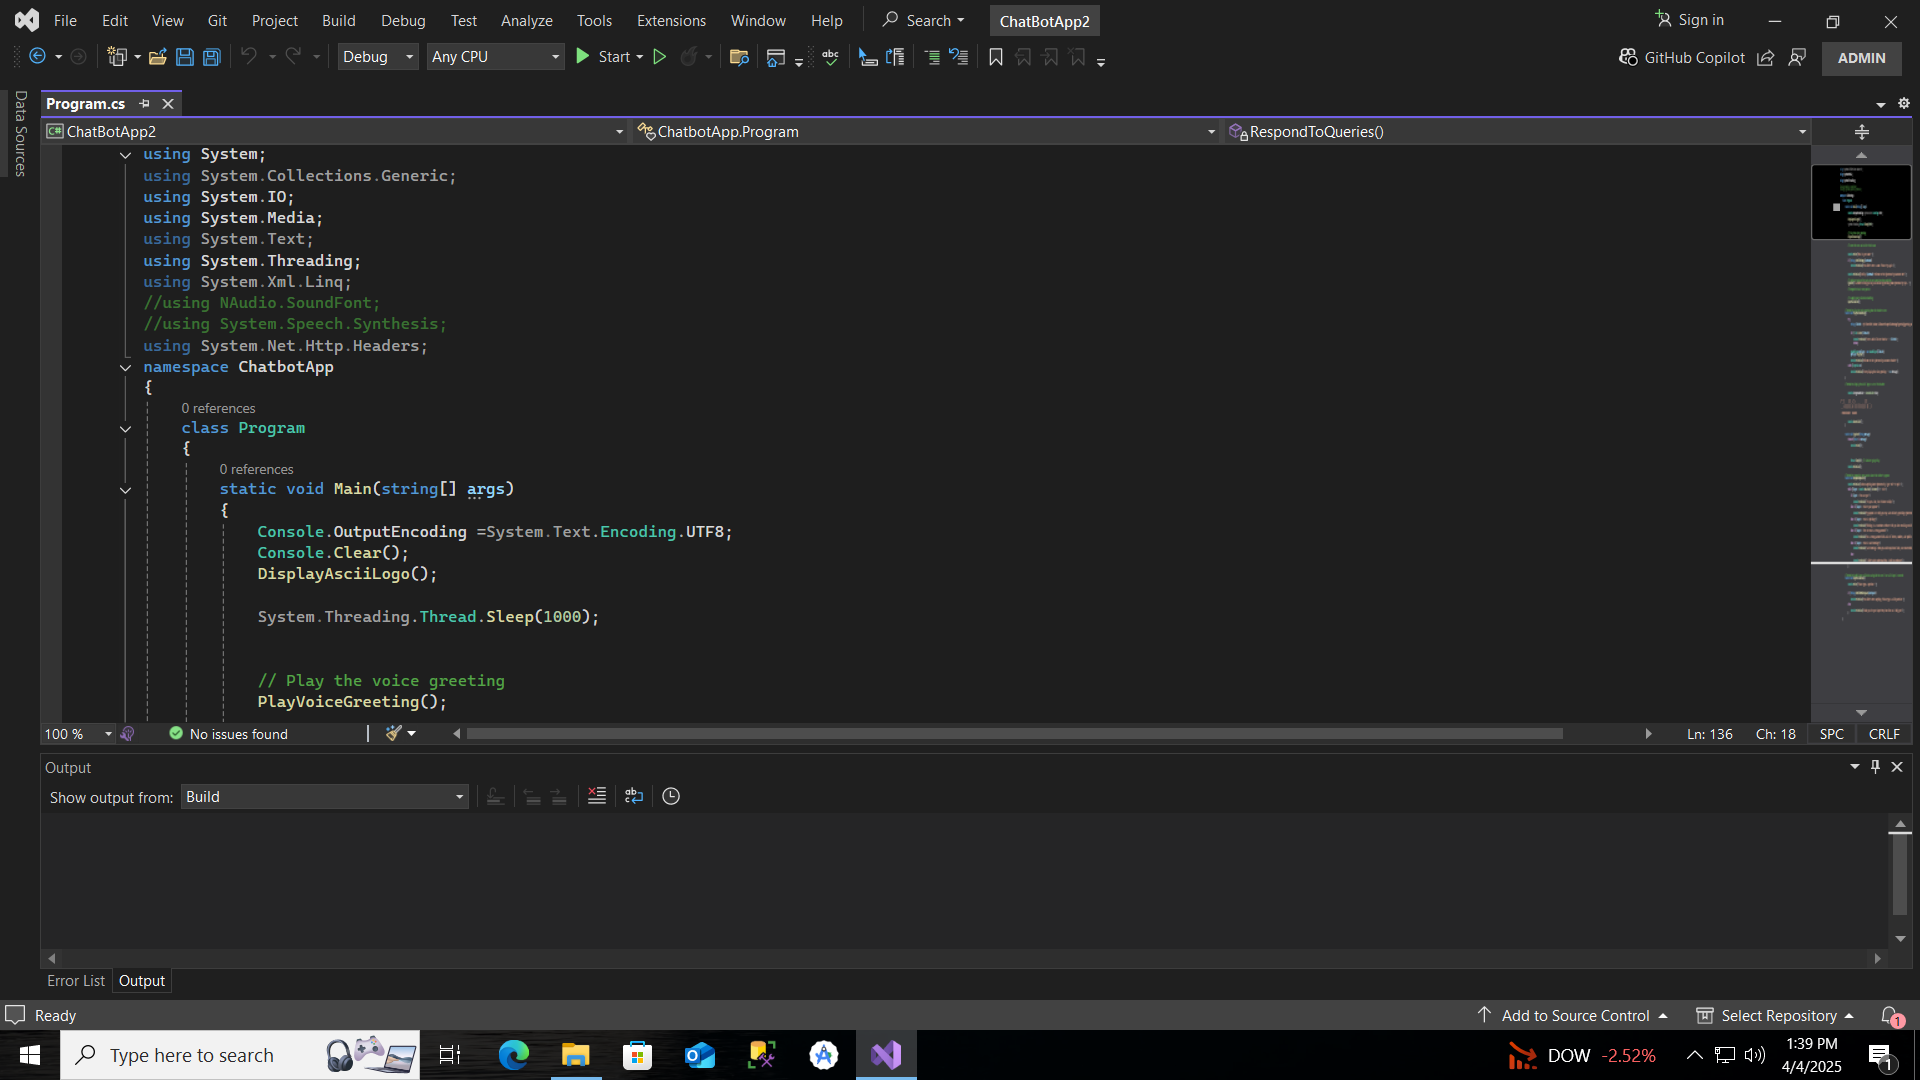 File Edit View Git Project Build Debug Test Analyze Tools Extensions Window Help Search ChatBotApp2 Sign in
Debug Any CPU Start GitHub Copilot ADMIN
Data Sources
Program.cs
C# ChatBotApp2 ChatbotApp.Program RespondToQueries()
using System;
using System.Collections.Generic;
using System.IO;
using System.Media;
using System.Text;
using System.Threading;
using System.Xml.Linq;
//using NAudio.SoundFont;
//using System.Speech.Synthesis;
using System.Net.Http.Headers;
namespace ChatbotApp
{
0 references
class Program
{
0 references
static void Main(string[] args)
{
Console.OutputEncoding =System.Text.Encoding.UTF8;
Console.Clear();
DisplayAsciiLogo();
System.Threading.Thread.Sleep(1000);
// Play the voice greeting
PlayVoiceGreeting();
100 % No issues found Ln: 136 Ch: 18 SPC CRLF
Output
Show output from: Build
Error List Output
Ready Add to Source Control Select Repository 1
Type here to search DOW -2.52% 1:39 PM
4/4/2025 1